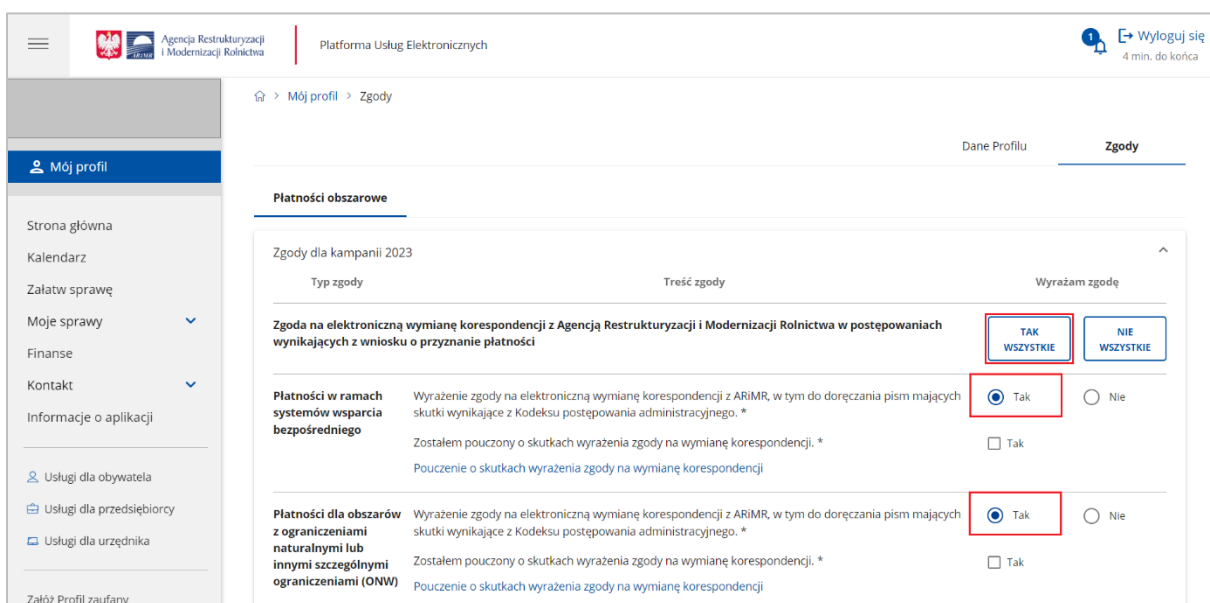 Agencja Restrukturyzacji
i Modernizacji Rolnictwa
ARiMR
Platforma Usług Elektronicznych
1
Wyloguj się
4 min. do końca
Mój profil > Zgody
Dane Profilu
Zgody
Mój profil
Strona główna
Kalendarz
Załatw sprawę
Moje sprawy
Finanse
Kontakt
Informacje o aplikacji
Usługi dla obywatela
Usługi dla przedsiębiorcy
Usługi dla urzędnika
Załóż Profil zaufany
Płatności obszarowe
Zgody dla kampanii 2023
Typ zgody
Treść zgody
Wyrażam zgodę
Zgoda na elektroniczną wymianę korespondencji z Agencją Restrukturyzacji i Modernizacji Rolnictwa w postępowaniach
wynikających z wniosku o przyznanie płatności
TAK
WSZYSTKIE
NIE
WSZYSTKIE
Płatności w ramach
systemów wsparcia
bezpośredniego
Wyrażenie zgody na elektroniczną wymianę korespondencji z ARiMR, w tym do doręczania pism mających
skutki wynikające z Kodeksu postępowania administracyjnego. *
Tak
Nie
Zostałem pouczony o skutkach wyrażenia zgody na wymianę korespondencji. *
Tak
Pouczenie o skutkach wyrażenia zgody na wymianę korespondencji
Płatności dla obszarów
z ograniczeniami
naturalnymi lub
innymi szczególnymi
ograniczeniami (ONW)
Wyrażenie zgody na elektroniczną wymianę korespondencji z ARiMR, w tym do doręczania pism mających
skutki wynikające z Kodeksu postępowania administracyjnego. *
Tak
Nie
Zostałem pouczony o skutkach wyrażenia zgody na wymianę korespondencji. *
Tak
Pouczenie o skutkach wyrażenia zgody na wymianę korespondencji